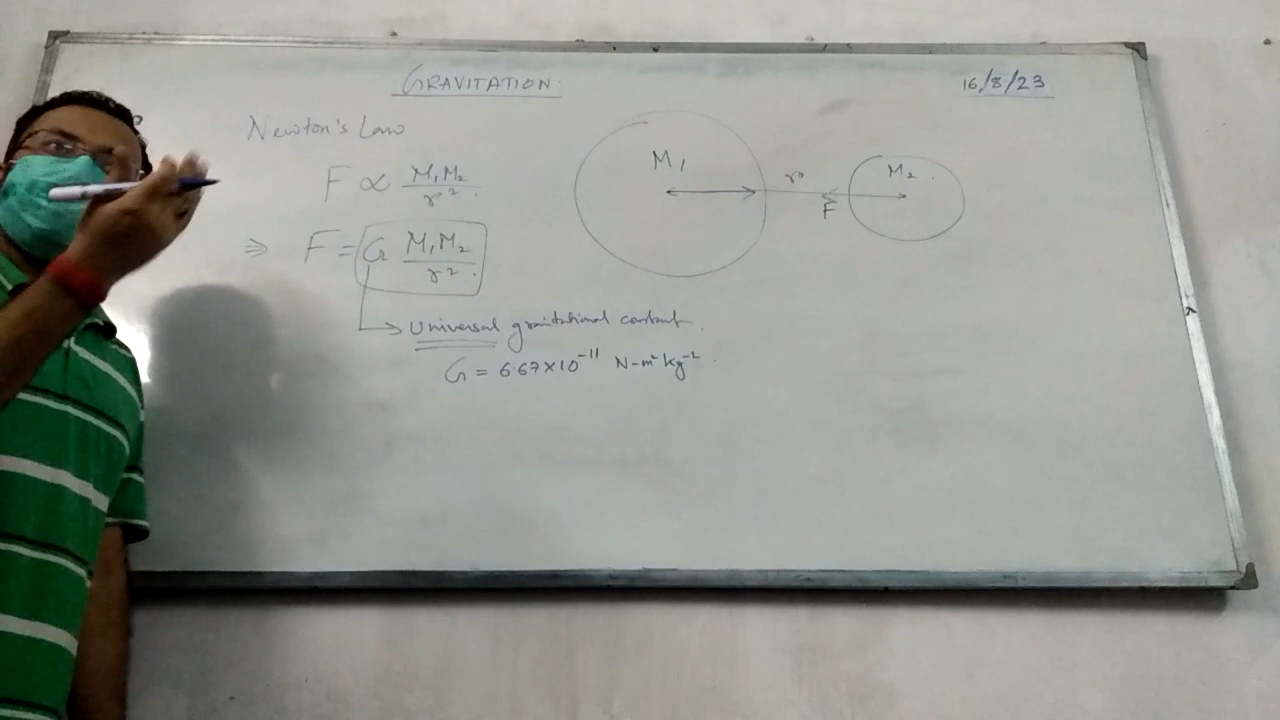 GRAVITATION
16/8/23
Newton's Law
F ∝ M₁M₂ / r².
⇒ F = G M₁M₂ / r².
Universal gravitational constant.
G = 6.67×10⁻¹¹ N-m² kg⁻².
M₁
r
M₂.
F